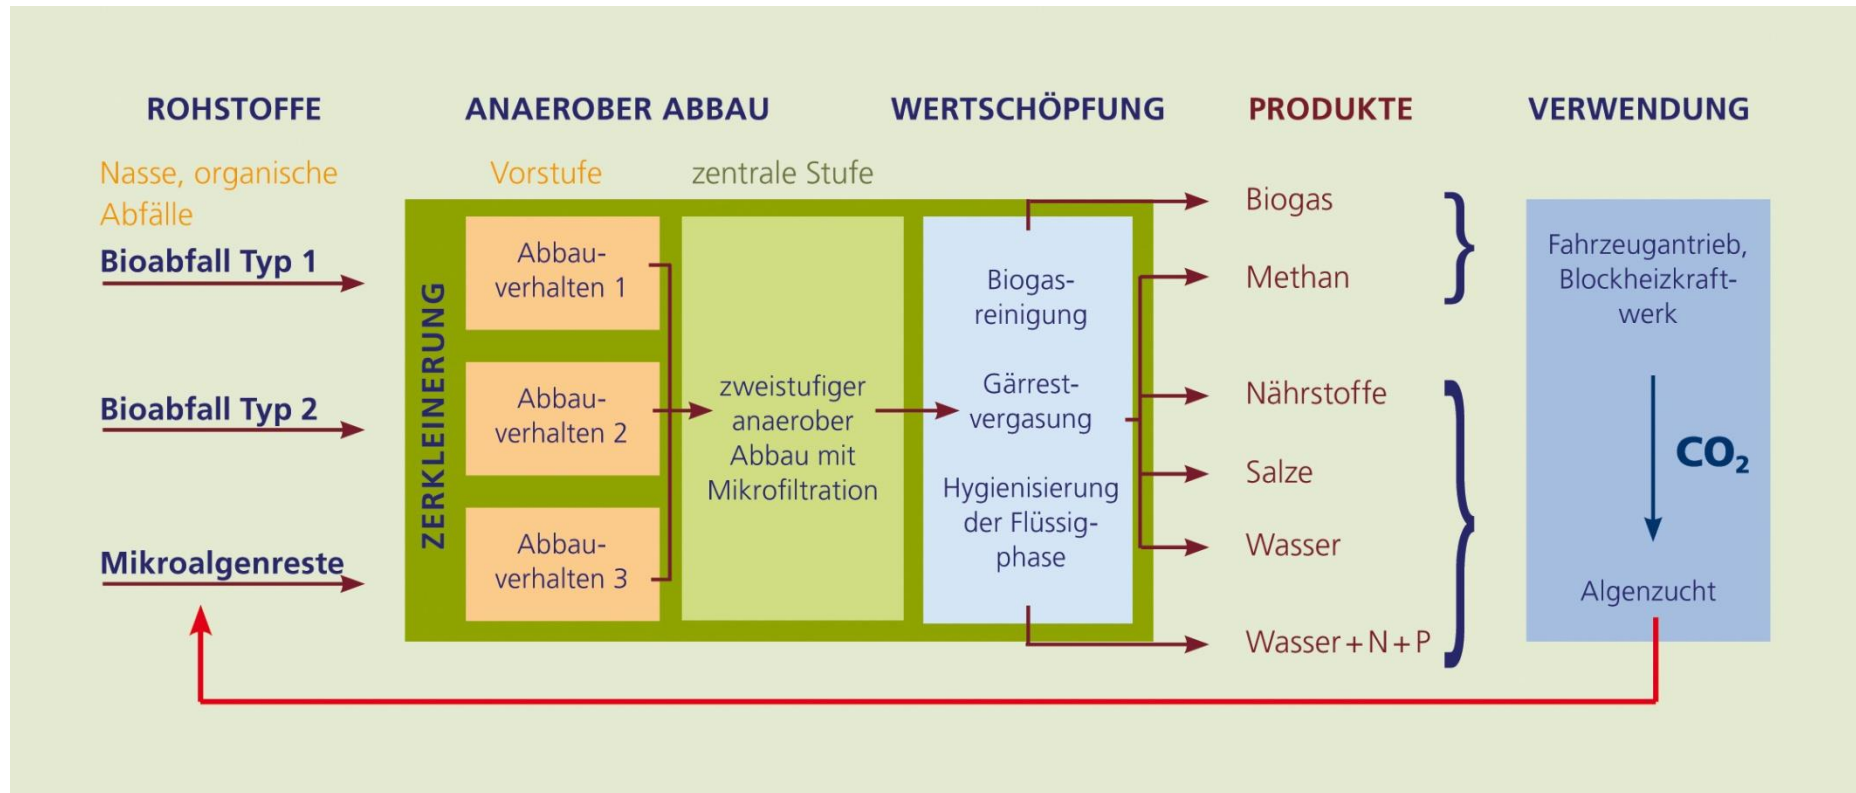 ROHSTOFFE
ANAEROBER ABBAU
WERTSCHÖPFUNG
PRODUKTE
VERWENDUNG
Nasse, organische
Abfälle
Vorstufe
zentrale Stufe
Bioabfall Typ 1
Bioabfall Typ 2
Mikroalgenreste
ZERKLEINERUNG
Abbau-
verhalten 1
Abbau-
verhalten 2
Abbau-
verhalten 3
zweistufiger
anaerober
Abbau mit
Mikrofiltration
Biogas-
reinigung
Gärrest-
vergasung
Hygienisierung
der Flüssig-
phase
Biogas
Methan
Nährstoffe
Salze
Wasser
Wasser + N + P
Fahrzeugantrieb,
Blockheizkraft-
werk
CO₂
Algenzucht